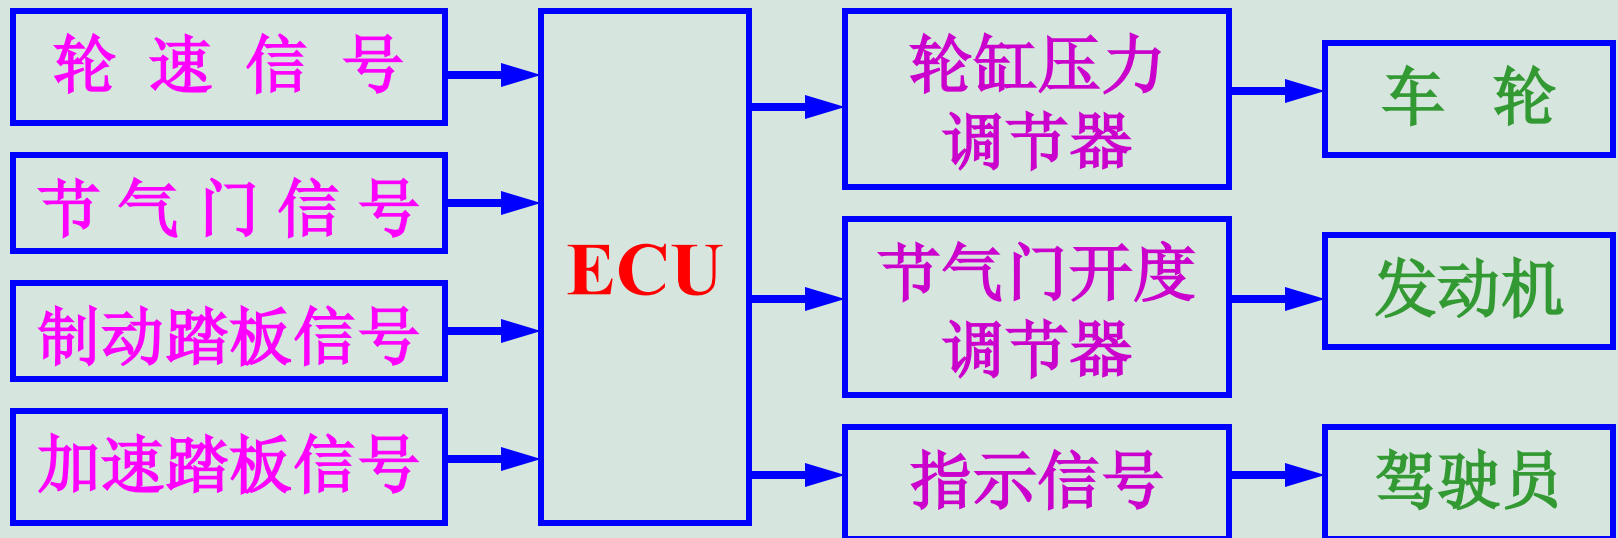 轮速信号
节气门信号
制动踏板信号
加速踏板信号
ECU
轮缸压力
调节器
节气门开度
调节器
指示信号
车轮
发动机
驾驶员